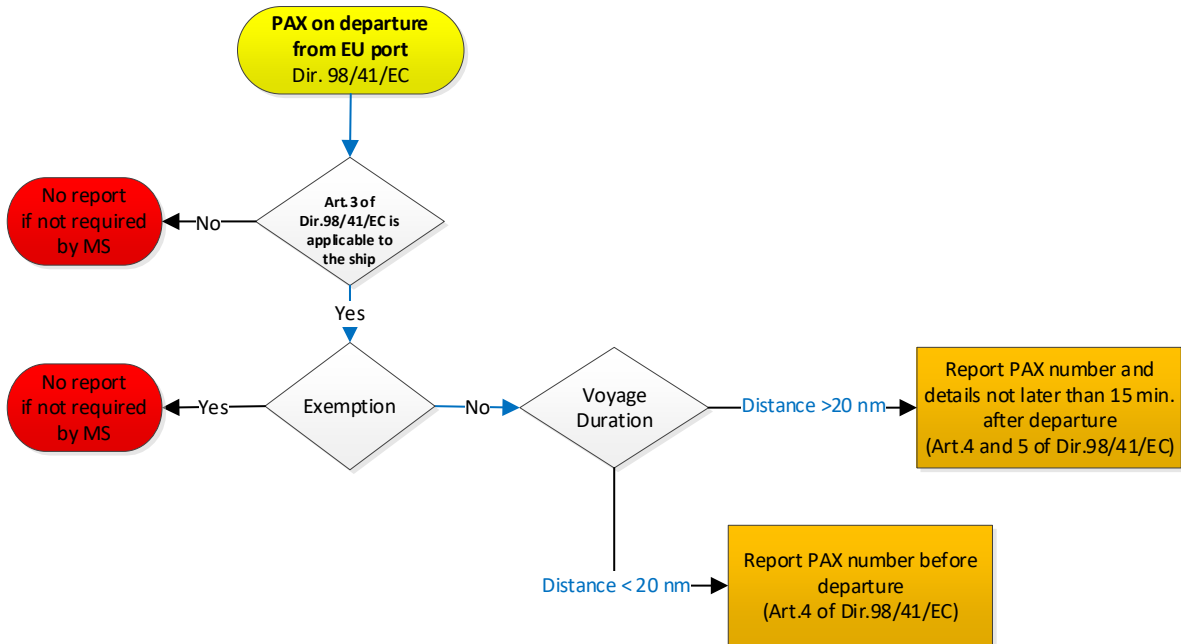 PAX on departure
from EU port
Dir. 98/41/EC
Art.3 of
Dir.98/41/EC is
applicable to
the ship
No
No report
if not required
by MS
Yes
Exemption
Yes
No report
if not required
by MS
No
Voyage
Duration
Distance >20 nm
Report PAX number and
details not later than 15 min.
after departure
(Art.4 and 5 of Dir.98/41/EC)
Distance < 20 nm
Report PAX number before
departure
(Art.4 of Dir.98/41/EC)